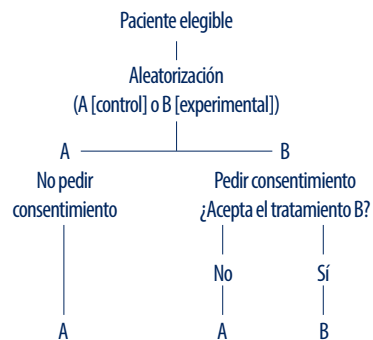 Paciente elegible
Aleatorización
(A [control] o B [experimental])
A
B
No pedir
consentimiento
Pedir consentimiento
¿Acepta el tratamiento B?
No
Sí
A
A
B